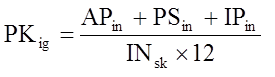 PK_ig = (AP_in + PS_in + IP_in) / (IN_sk × 12)